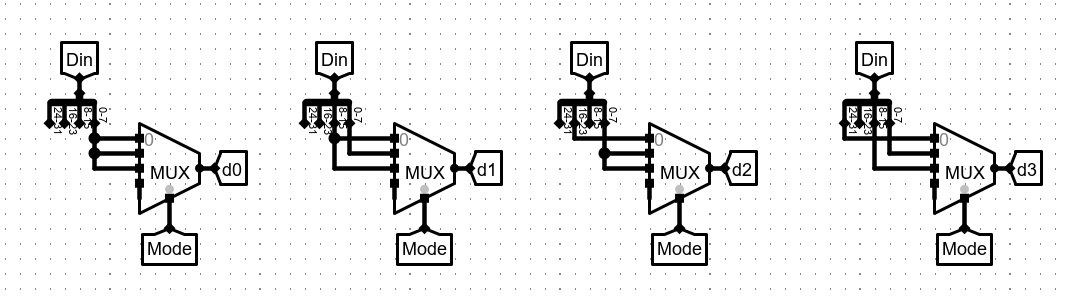 Din
24-31
16-23
8-15
0-7
0
MUX
d0
Mode
Din
24-31
16-23
8-15
0-7
0
MUX
d1
Mode
Din
24-31
16-23
8-15
0-7
0
MUX
d2
Mode
Din
24-31
16-23
8-15
0-7
0
MUX
d3
Mode